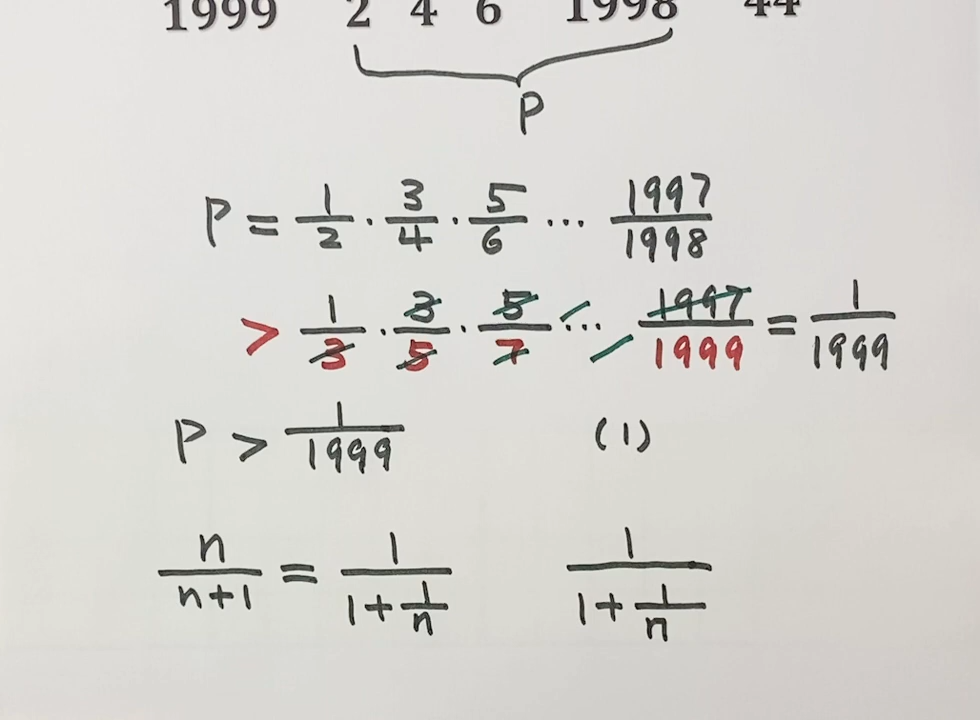 1999 2 4 6 1998 44
P
P = 1/2 · 3/4 · 5/6 ... 1997/1998
> 1/3 · 3/5 · 5/7 ... 1997/1999 = 1/1999
P > 1/1999 (1)
n/(n+1) = 1/(1+1/n) 1/(1+1/n)